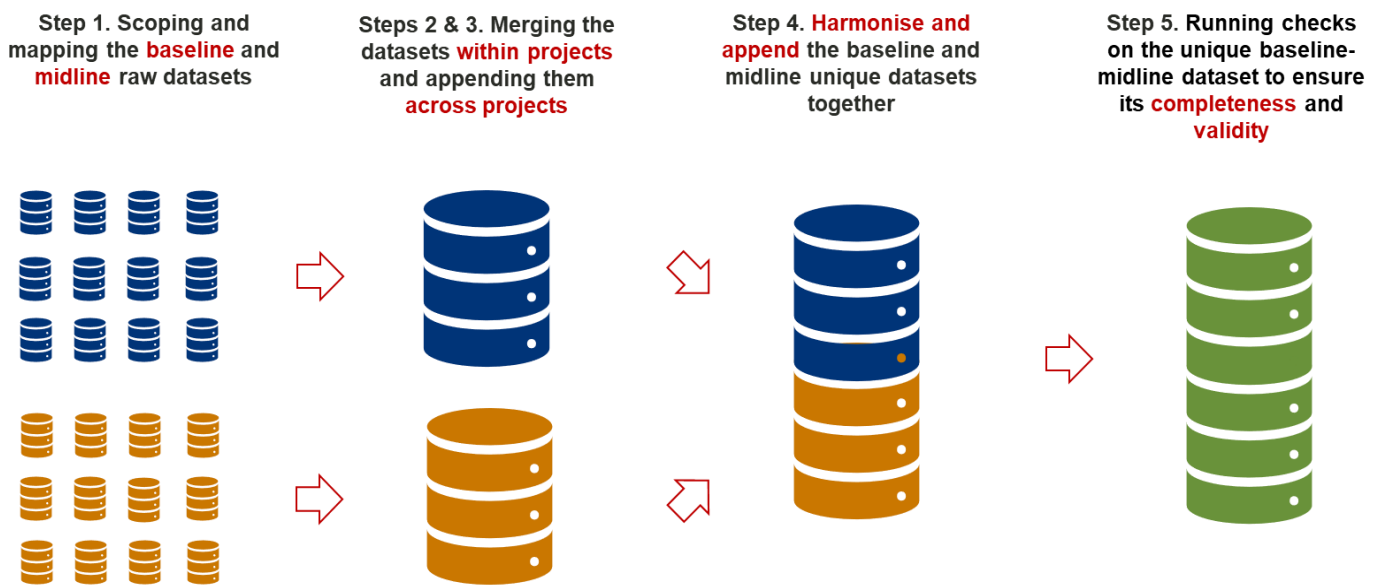 Step 1. Scoping and
mapping the baseline and
midline raw datasets
Steps 2 & 3. Merging the
datasets within projects
and appending them
across projects
Step 4. Harmonise and
append the baseline and
midline unique datasets
together
Step 5. Running checks
on the unique baseline-
midline dataset to ensure
its completeness and
validity